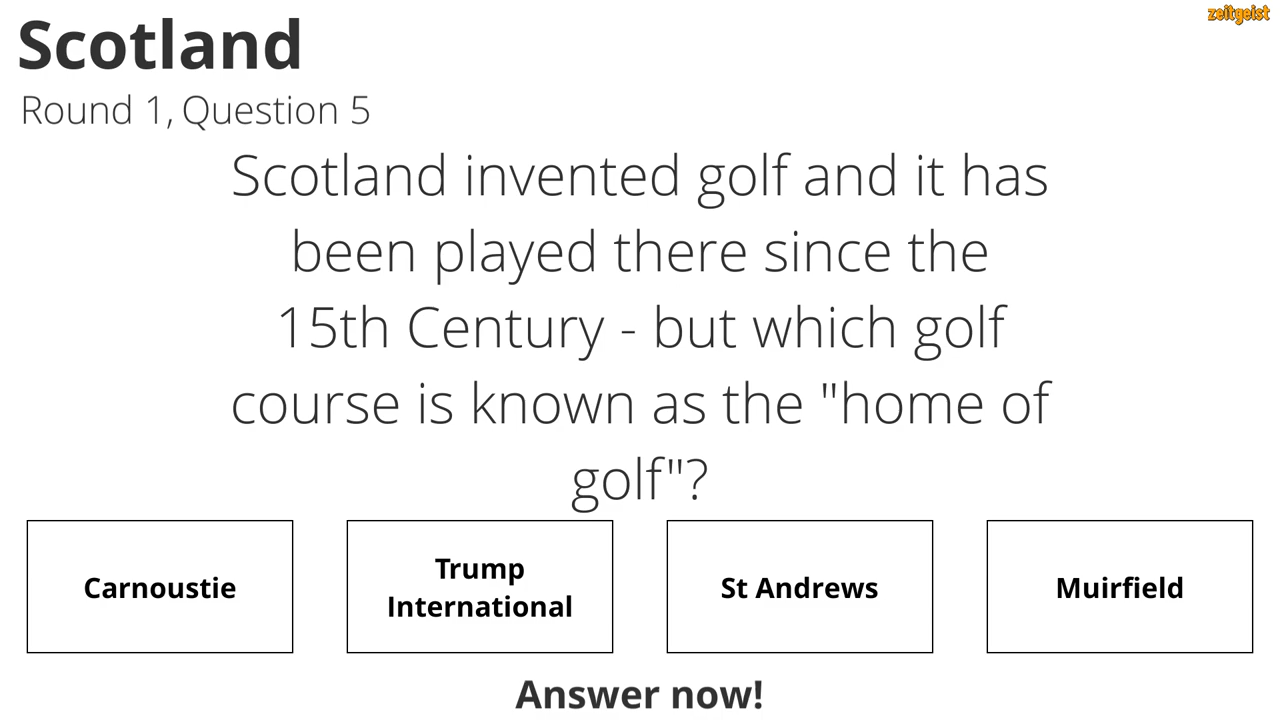 zeitgeist
Scotland
Round 1, Question 5
Scotland invented golf and it has
been played there since the
15th Century - but which golf
course is known as the "home of
golf"?
Carnoustie
Trump
International
St Andrews
Muirfield
Answer now!